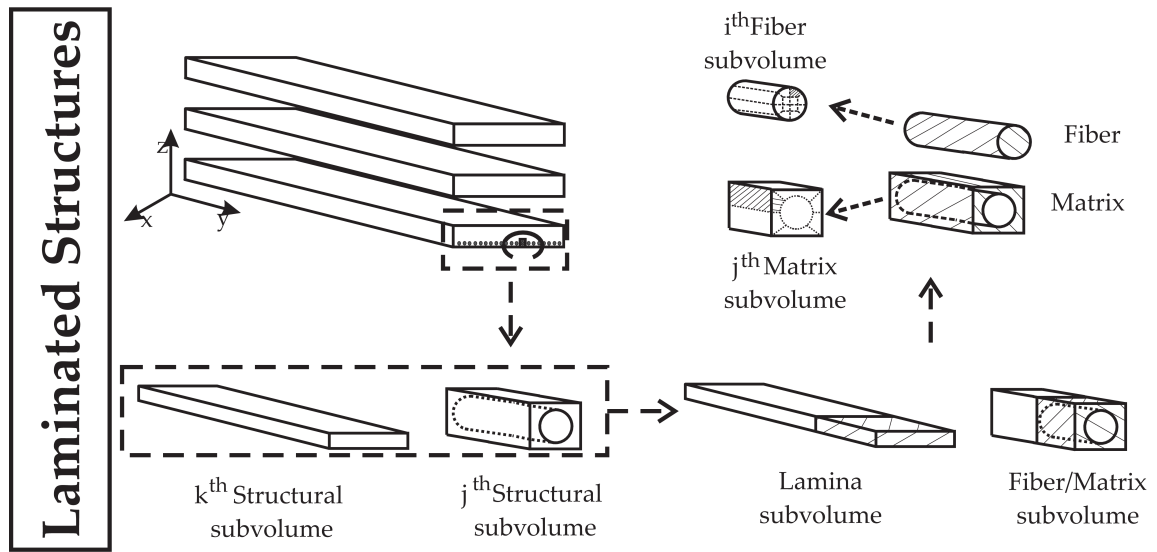 Laminated Structures
z
x
y
i^th Fiber
subvolume
Fiber
Matrix
j^th Matrix
subvolume
k^th Structural
subvolume
j^th Structural
subvolume
Lamina
subvolume
Fiber/Matrix
subvolume